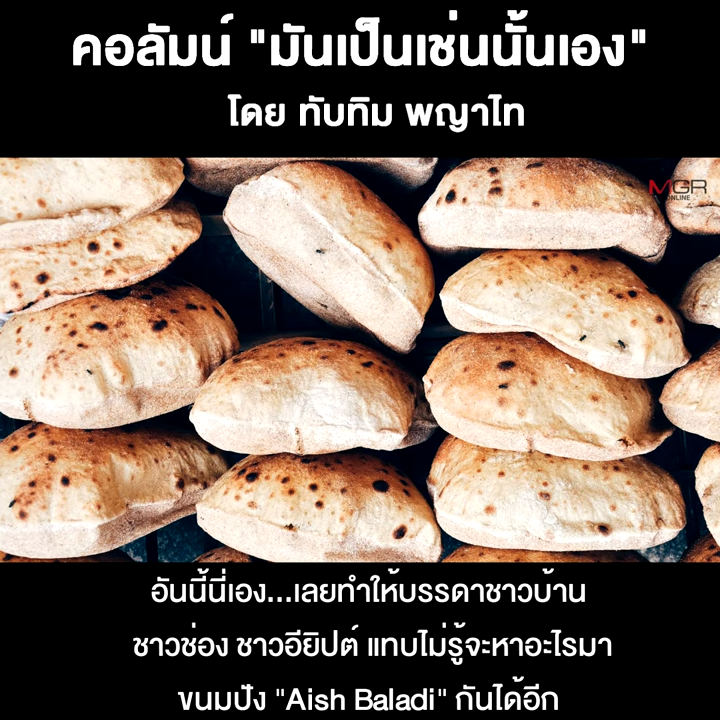 คอลัมน์ "มันเป็นเช่นนั้นเอง"
โดย ทับทิม พญาไท
MGR
ONLINE
อันนี้นี่เอง...เลยทำให้บรรดาชาวบ้าน
ชาวช่อง ชาวอียิปต์ แทบไม่รู้จะหาอะไรมา
ขนมปัง "Aish Baladi" กันได้อีก